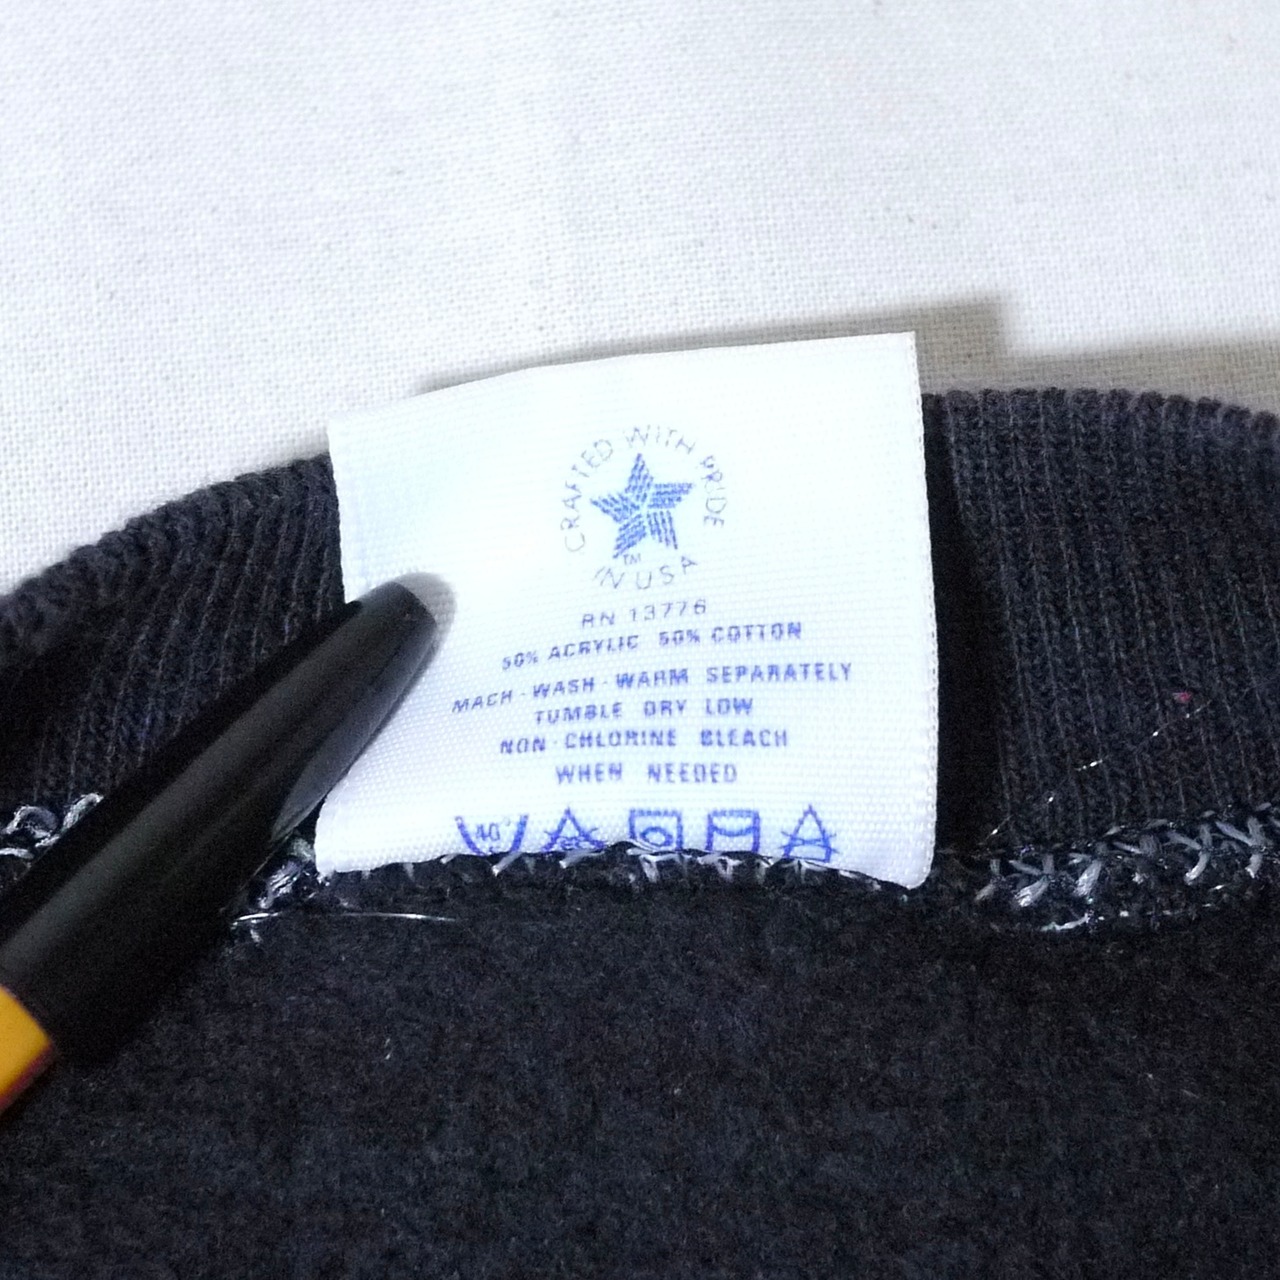 CRAFTED WITH PRIDE
IN USA
TM
RN 13776
50% ACRYLIC 50% COTTON
MACH-WASH-WARM SEPARATELY
TUMBLE DRY LOW
NON-CHLORINE BLEACH
WHEN NEEDED
40°